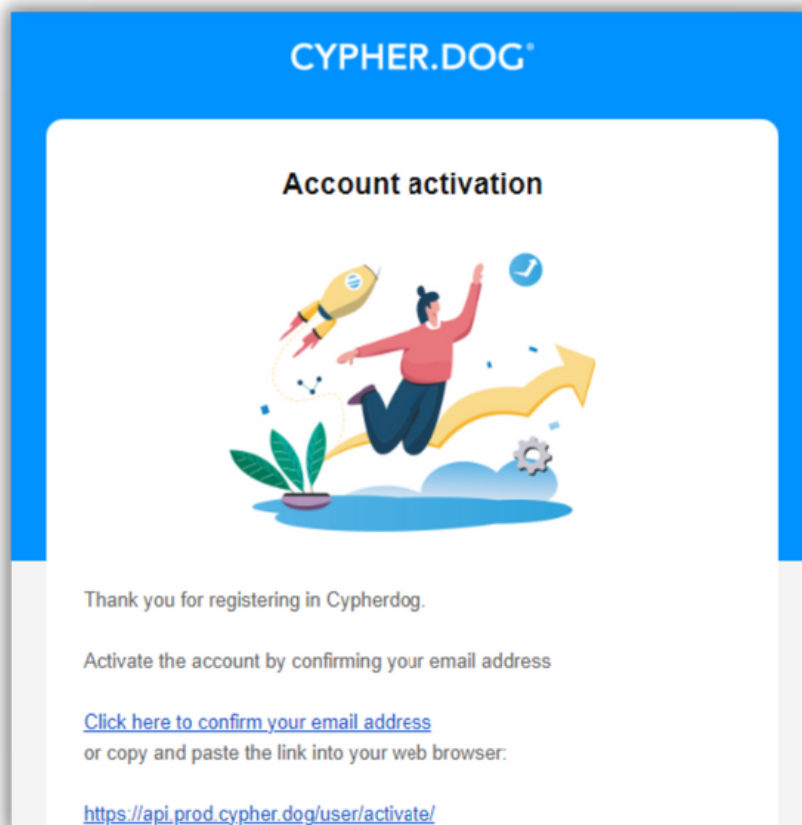 CYPHER.DOG®
Account activation
Thank you for registering in Cypherdog.
Activate the account by confirming your email address
Click here to confirm your email address
or copy and paste the link into your web browser:
https://api.prod.cypher.dog/user/activate/